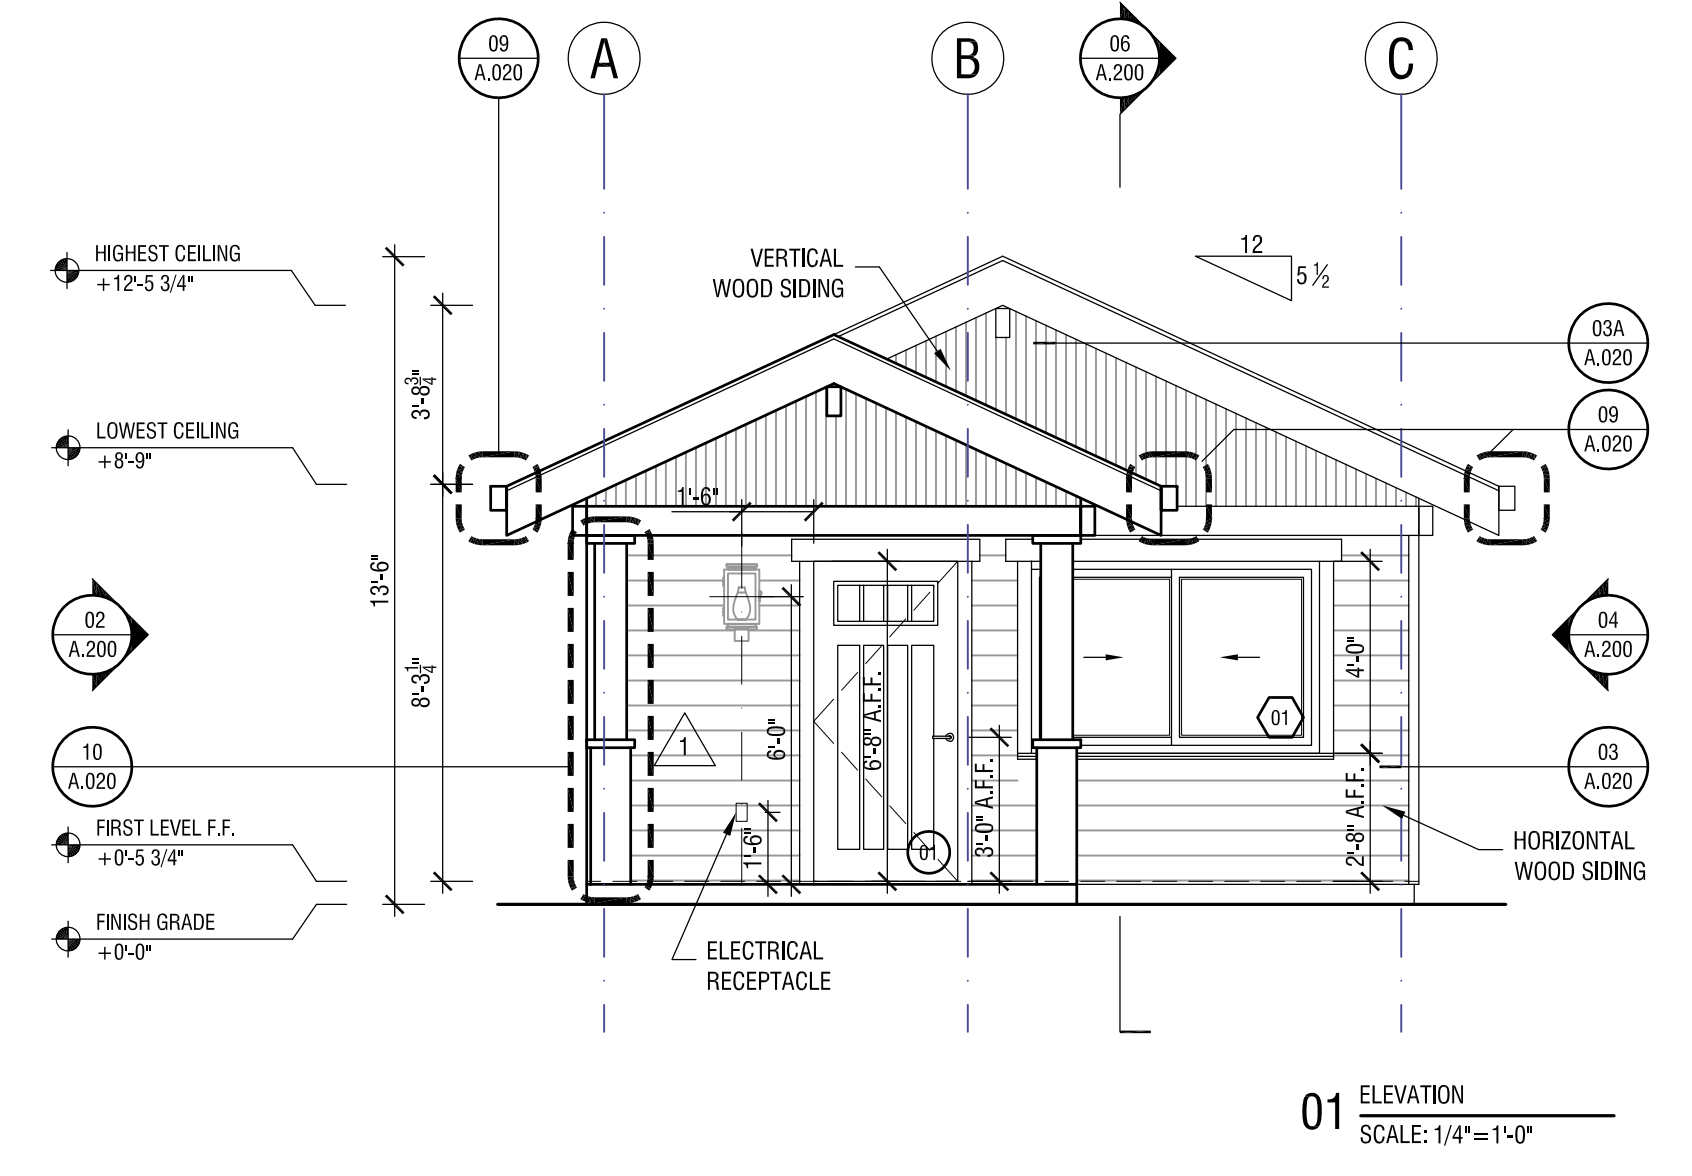 09
A.020
A
B
06
A.200
C
HIGHEST CEILING
+12'-5 3/4"
VERTICAL
WOOD SIDING
12
5 1/2
03A
A.020
3'-8 3/4"
LOWEST CEILING
+8'-9"
09
A.020
1'-6"
13'-6"
02
A.200
04
A.200
8'-3 1/4"
6'-0"
6'-8" A.F.F.
4'-0"
01
1
10
A.020
03
A.020
3'-0" A.F.F.
2'-8" A.F.F.
1'-6"
01
FIRST LEVEL F.F.
+0'-5 3/4"
HORIZONTAL
WOOD SIDING
FINISH GRADE
+0'-0"
ELECTRICAL
RECEPTACLE
01
ELEVATION
SCALE: 1/4"=1'-0"